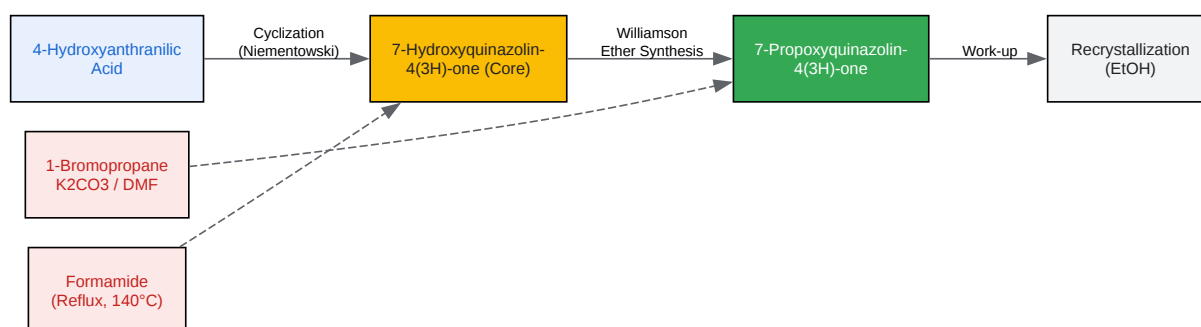 4-Hydroxyanthranilic
Acid
Cyclization
(Niementowski)
7-Hydroxyquinazolin-
4(3H)-one (Core)
Williamson
Ether Synthesis
7-Propoxyquinazolin-
4(3H)-one
Work-up
Recrystallization
(EtOH)
1-Bromopropane
K2CO3 / DMF
Formamide
(Reflux, 140°C)